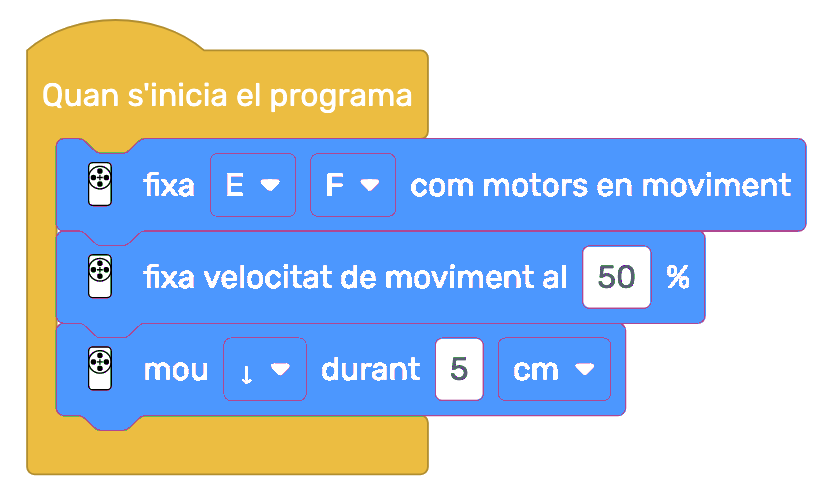 Quan s'inicia el programa
fixa E F com motors en moviment
fixa velocitat de moviment al 50 %
mou ↓ durant 5 cm